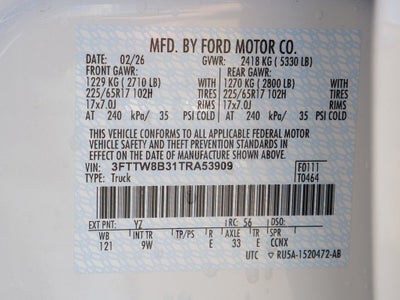 MFD. BY FORD MOTOR CO.
DATE: 02/26 GVWR: 2418 KG ( 5330 LB)
FRONT GAWR: REAR GAWR:
1229 KG ( 2710 LB) WITH 1270 KG ( 2800 LB) WITH
225/65R17 102H TIRES 225/65R17 102H TIRES
17x7.0J RIMS 17x7.0J RIMS
AT 240 kPa/ 35 PSI COLD AT 240 kPa/ 35 PSI COLD
THIS VEHICLE CONFORMS TO ALL APPLICABLE FEDERAL MOTOR
VEHICLE SAFETY AND THEFT PREVENTION STANDARDS IN EFFECT
ON THE DATE OF MANUFACTURE SHOWN ABOVE.
VIN: 3FTTW8B31TRA53909 F0111
TYPE: Truck T0464
EXT PNT: YZ RC: 56 DSO:
WB INT TR TP/PS R AXLE TR SPR
121 9W E 33 E CCNX
RU5A-1520472-AB